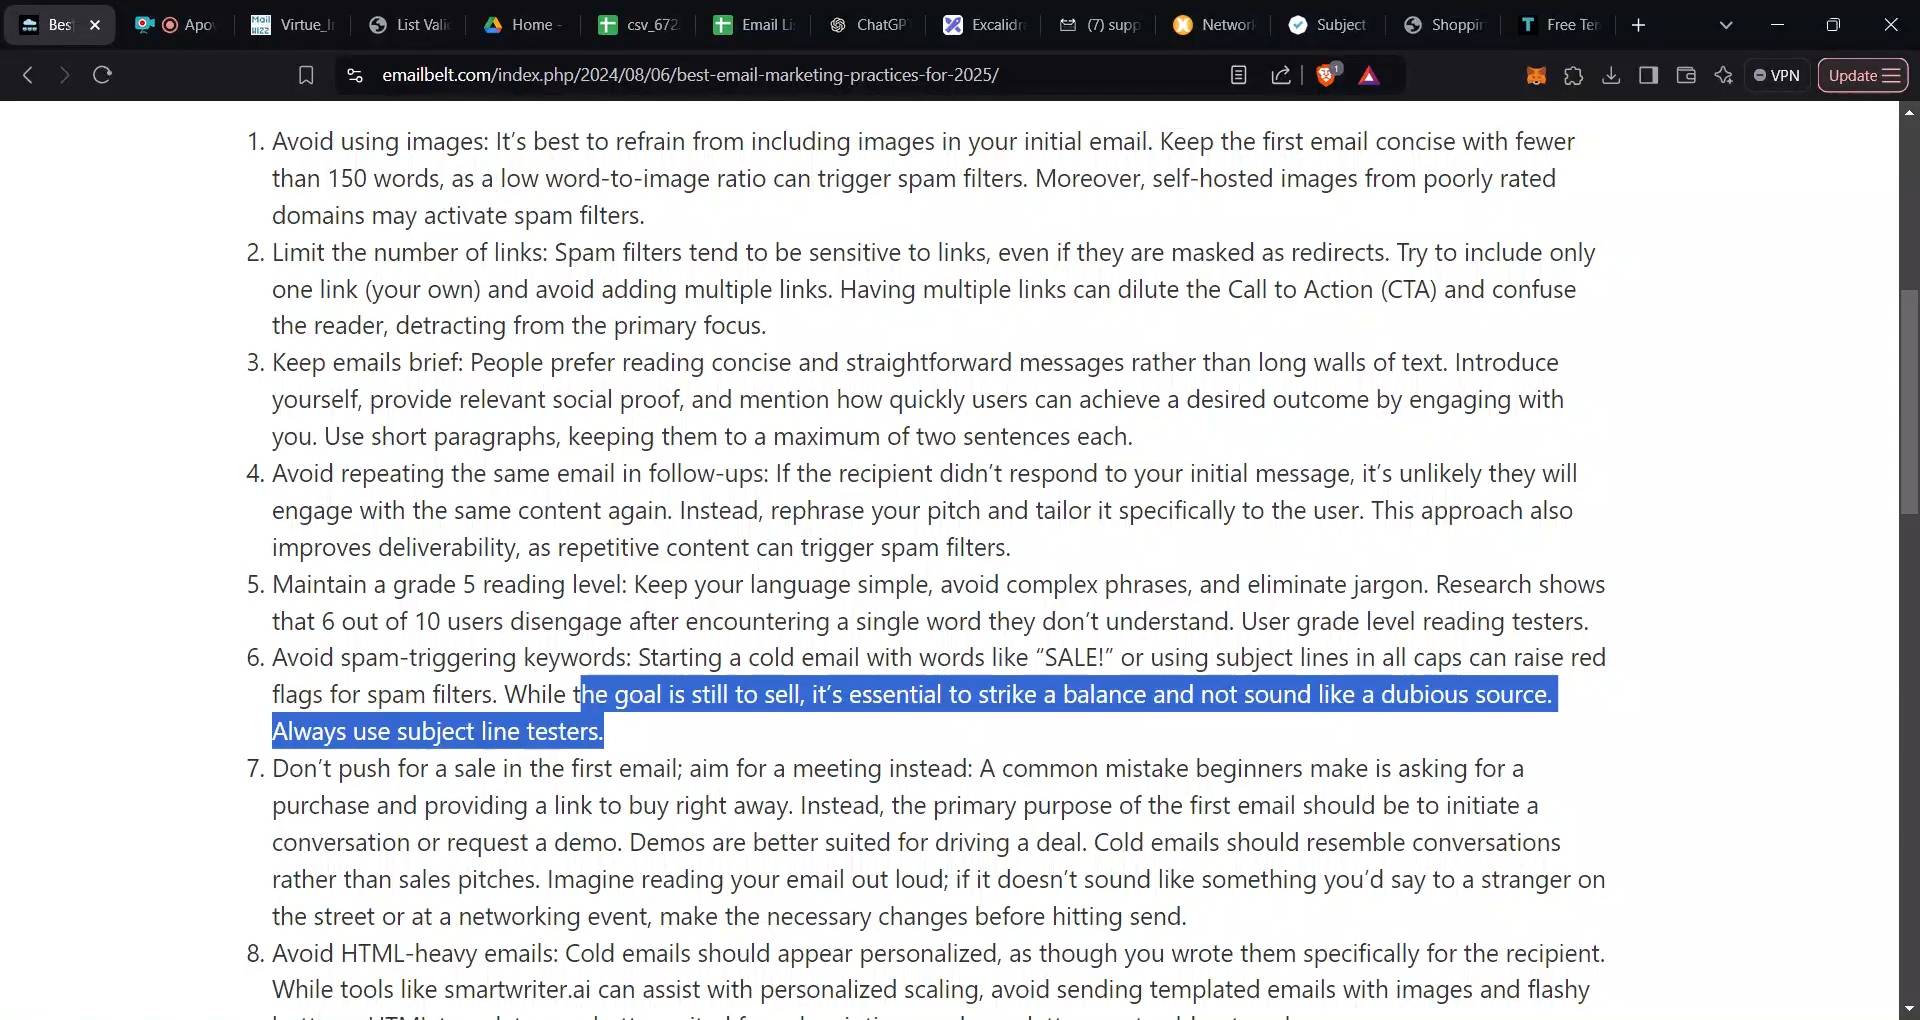 Bes
Apo
Mail WIZZ
Virtue_I
List Vali
Home -
csv_672
Email Li
ChatGP
Excalidr
(7) supp
Networ
Subject
Shoppin
T
Free Te
emailbelt.com/index.php/2024/08/06/best-email-marketing-practices-for-2025/
1
VPN
Update
1. Avoid using images: It’s best to refrain from including images in your initial email. Keep the first email concise with fewer
than 150 words, as a low word-to-image ratio can trigger spam filters. Moreover, self-hosted images from poorly rated
domains may activate spam filters.
2. Limit the number of links: Spam filters tend to be sensitive to links, even if they are masked as redirects. Try to include only
one link (your own) and avoid adding multiple links. Having multiple links can dilute the Call to Action (CTA) and confuse
the reader, detracting from the primary focus.
3. Keep emails brief: People prefer reading concise and straightforward messages rather than long walls of text. Introduce
yourself, provide relevant social proof, and mention how quickly users can achieve a desired outcome by engaging with
you. Use short paragraphs, keeping them to a maximum of two sentences each.
4. Avoid repeating the same email in follow-ups: If the recipient didn’t respond to your initial message, it’s unlikely they will
engage with the same content again. Instead, rephrase your pitch and tailor it specifically to the user. This approach also
improves deliverability, as repetitive content can trigger spam filters.
5. Maintain a grade 5 reading level: Keep your language simple, avoid complex phrases, and eliminate jargon. Research shows
that 6 out of 10 users disengage after encountering a single word they don’t understand. User grade level reading testers.
6. Avoid spam-triggering keywords: Starting a cold email with words like “SALE!” or using subject lines in all caps can raise red
flags for spam filters. While the goal is still to sell, it’s essential to strike a balance and not sound like a dubious source.
Always use subject line testers.
7. Don’t push for a sale in the first email; aim for a meeting instead: A common mistake beginners make is asking for a
purchase and providing a link to buy right away. Instead, the primary purpose of the first email should be to initiate a
conversation or request a demo. Demos are better suited for driving a deal. Cold emails should resemble conversations
rather than sales pitches. Imagine reading your email out loud; if it doesn’t sound like something you’d say to a stranger on
the street or at a networking event, make the necessary changes before hitting send.
8. Avoid HTML-heavy emails: Cold emails should appear personalized, as though you wrote them specifically for the recipient.
While tools like smartwriter.ai can assist with personalized scaling, avoid sending templated emails with images and flashy